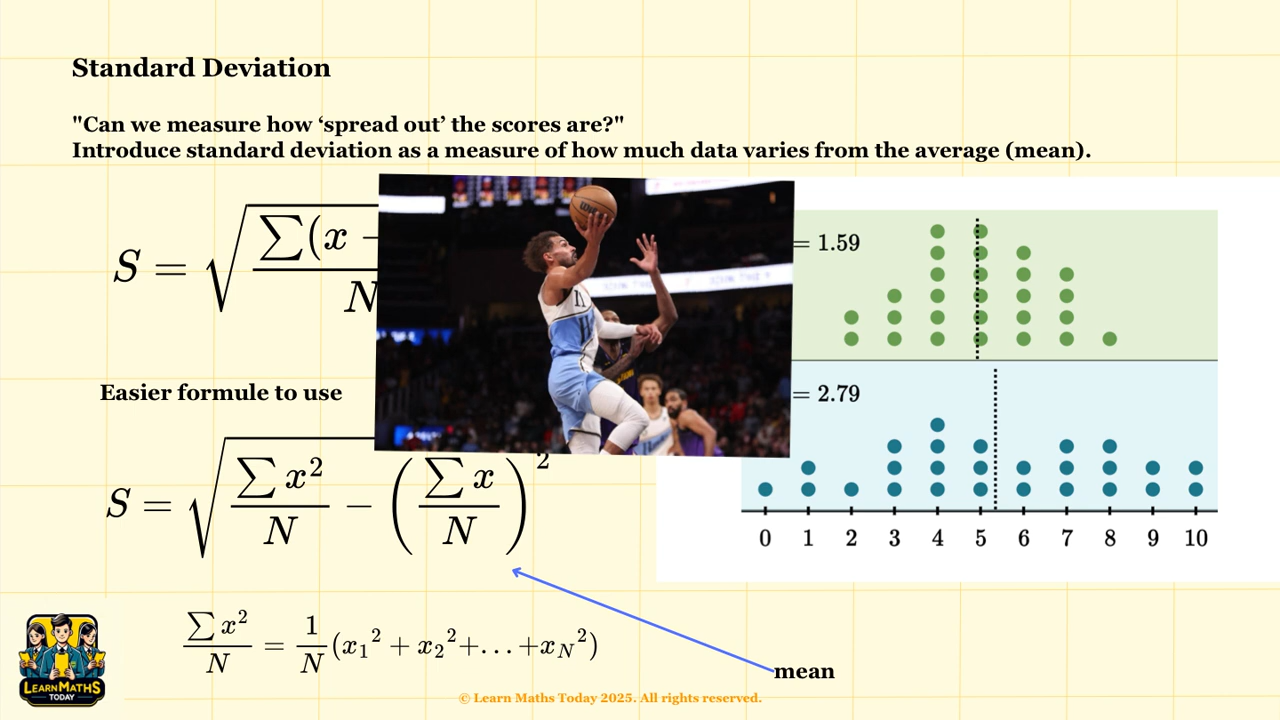 Standard Deviation
"Can we measure how ‘spread out’ the scores are?"
Introduce standard deviation as a measure of how much data varies from the average (mean).
S = √ ∑(x −
N
= 1.59
Easier formule to use
= 2.79
S = √ ∑x² / N − (∑x / N)²
0 1 2 3 4 5 6 7 8 9 10
∑x² / N = 1/N (x₁² + x₂²+...+x_N²)
mean
LEARN MATHS
TODAY
© Learn Maths Today 2025. All rights reserved.